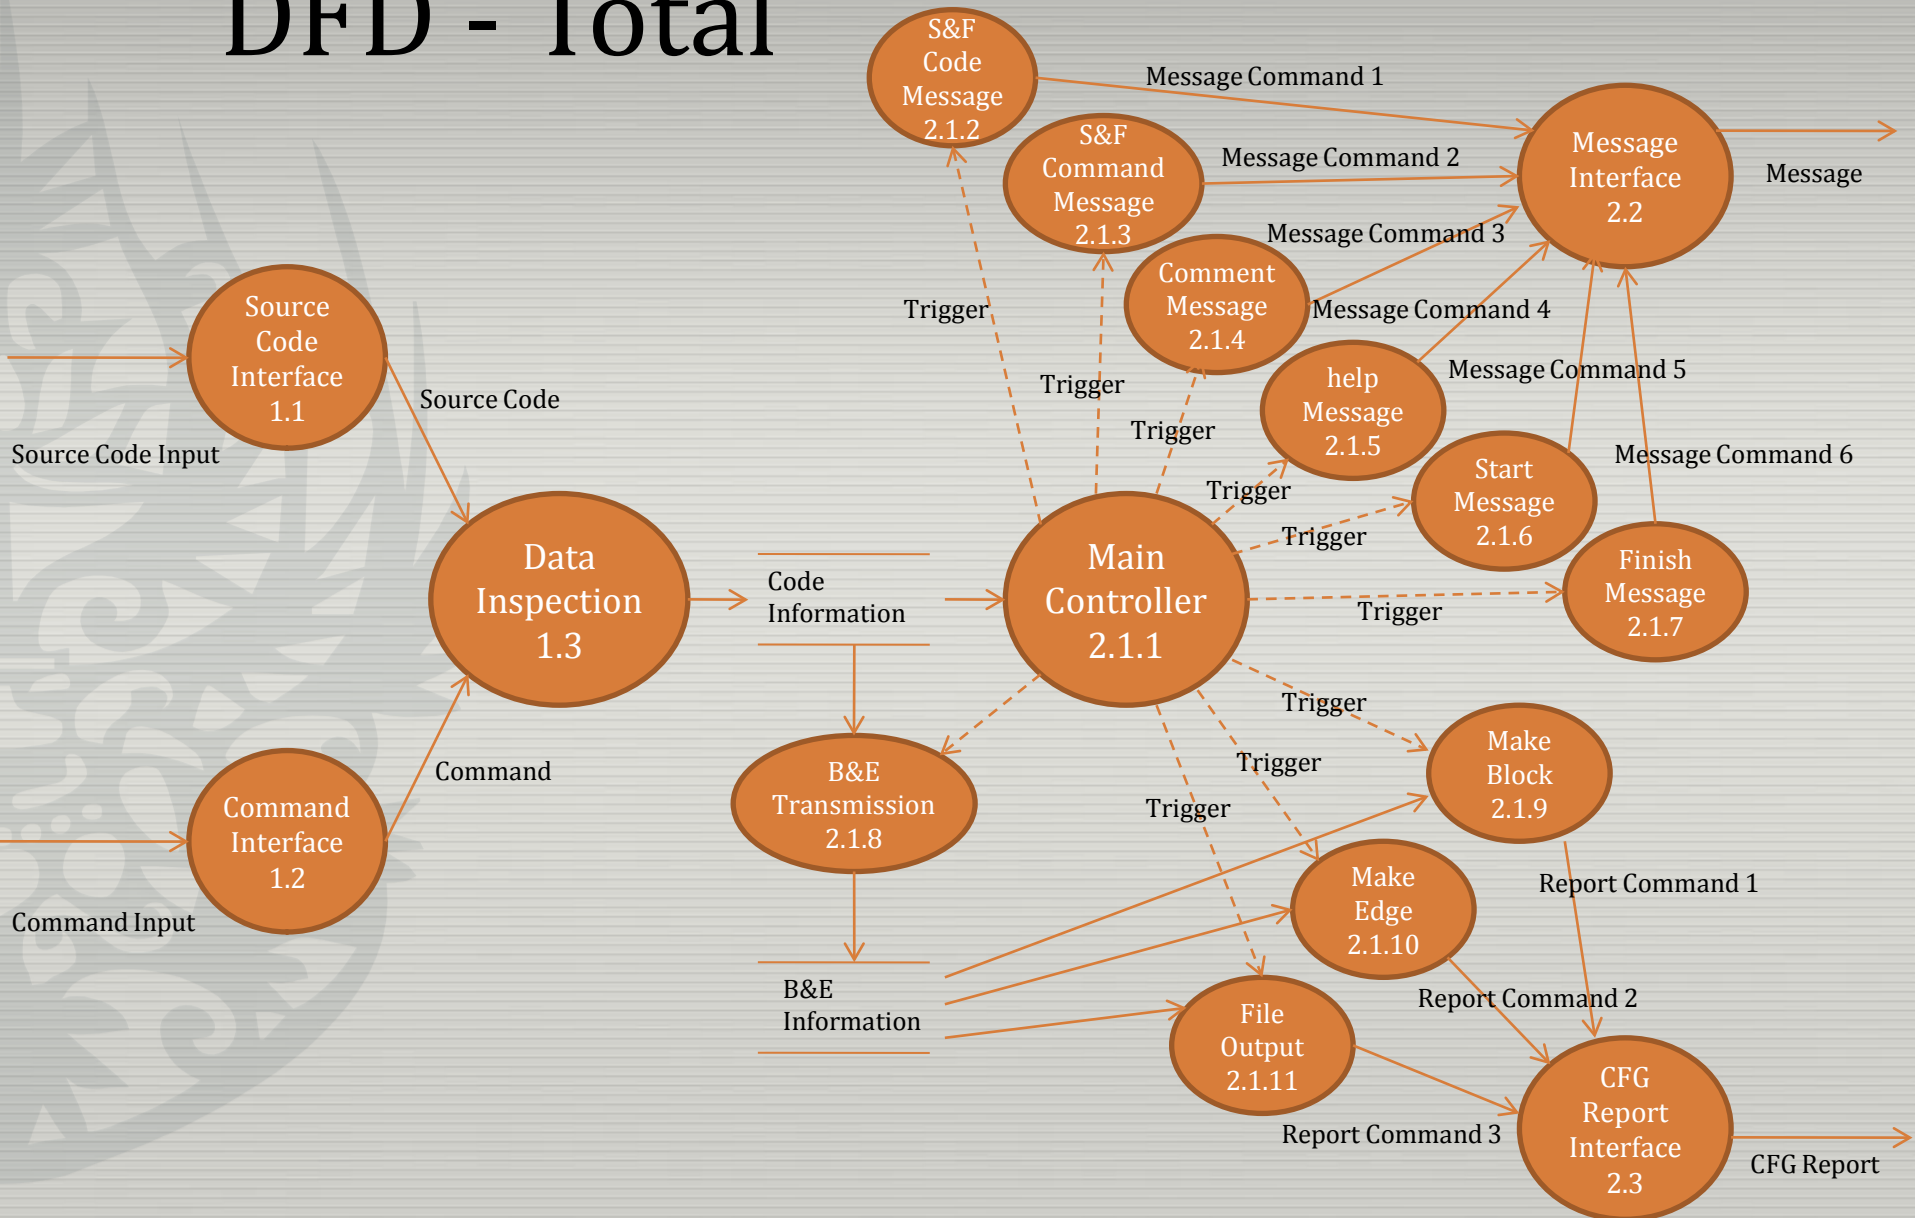 DFD - Total
S&F
Code
Message
2.1.2
Message Command 1
S&F
Command
Message
2.1.3
Message Command 2
Message
Interface
2.2
Message
Comment
Message
2.1.4
Message Command 3
help
Message
2.1.5
Message Command 4
Start
Message
2.1.6
Message Command 5
Finish
Message
2.1.7
Message Command 6
Trigger
Trigger
Trigger
Trigger
Trigger
Trigger
Source
Code
Interface
1.1
Source Code Input
Source Code
Data
Inspection
1.3
Code
Information
Main
Controller
2.1.1
Command
Interface
1.2
Command Input
Command
B&E
Transmission
2.1.8
B&E
Information
Trigger
Trigger
Trigger
Make
Block
2.1.9
Report Command 1
Make
Edge
2.1.10
Report Command 2
File
Output
2.1.11
Report Command 3
CFG
Report
Interface
2.3
CFG Report